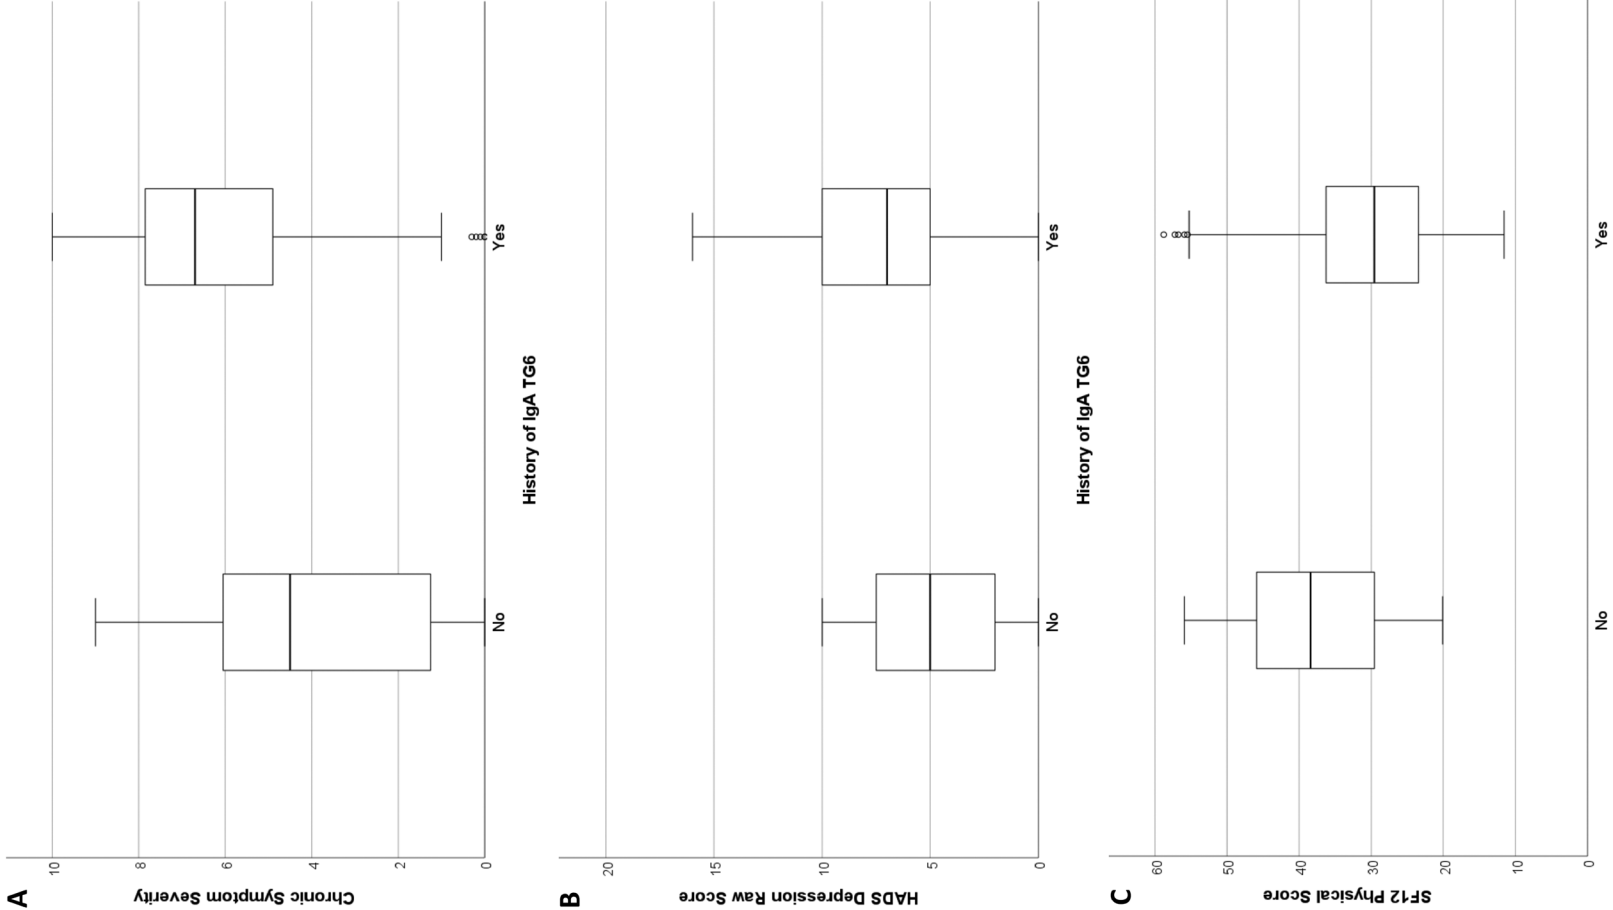 A
Chronic Symptom Severity
10
8
6
4
2
0
No
Yes
History of IgA TG6
B
HADS Depression Raw Score
20
15
10
5
0
No
Yes
History of IgA TG6
C
SF12 Physical Score
60
50
40
30
20
10
0
No
Yes